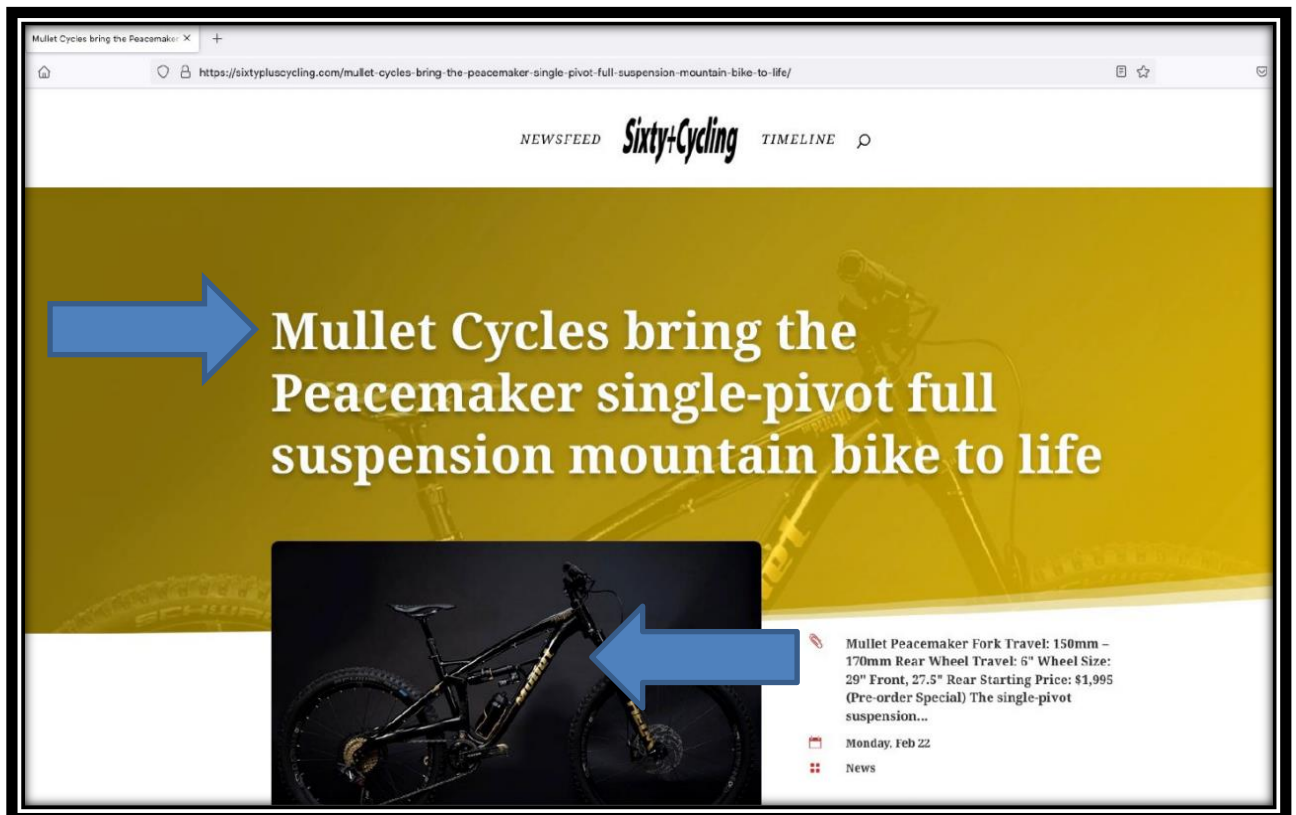 Mullet Cycles bring the Peacemaker
https://sixtypluscycling.com/mullet-cycles-bring-the-peacemaker-single-pivot-full-suspension-mountain-bike-to-life/
NEWSFEED Sixty+Cycling TIMELINE
Mullet Cycles bring the
Peacemaker single-pivot full
suspension mountain bike to life
Mullet
Mullet Peacemaker Fork Travel: 150mm –
170mm Rear Wheel Travel: 6" Wheel Size:
29" Front, 27.5" Rear Starting Price: $1,995
(Pre-order Special) The single-pivot
suspension...
Monday, Feb 22
News